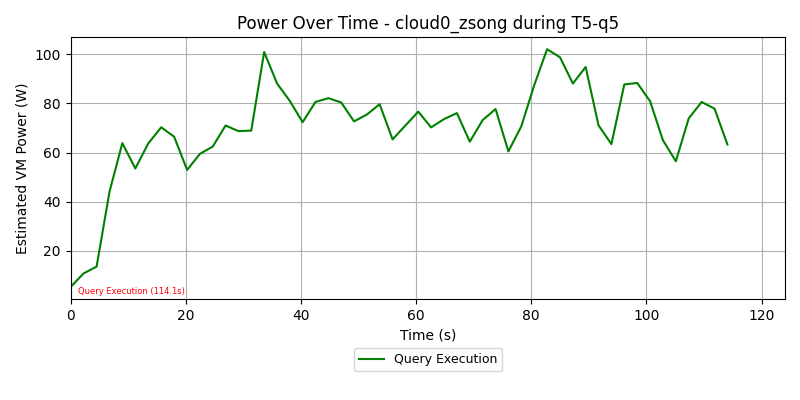 Power Over Time - cloud0_zsong during T5-q5
Estimated VM Power (W)
100
80
60
40
20
Query Execution (114.1s)
0 20 40 60 80 100 120
Time (s)
Query Execution